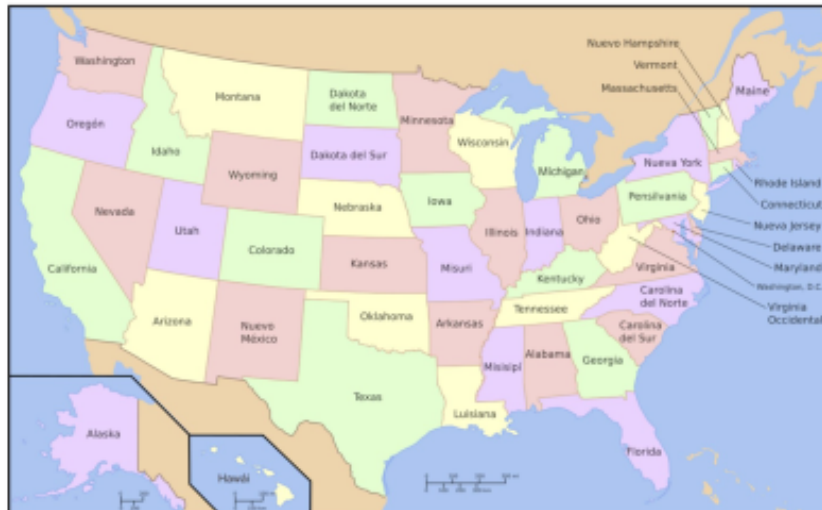 Nuevo Hampshire
Vermont
Massachusetts
Washington
Montana
Dakota
del Norte
Minnesota
Maine
Oregón
Idaho
Wisconsin
Dakota del Sur
Michigan
Nueva York
Wyoming
Rhode Island
Connecticut
Nebraska
Iowa
Pensilvania
Nueva Jersey
Nevada
Utah
Colorado
Illinois
Indiana
Ohio
Delaware
California
Kansas
Misuri
Kentucky
Virginia
Maryland
Washington, D.C.
Carolina
del Norte
Virginia
Occidental
Arizona
Nuevo
México
Oklahoma
Arkansas
Tennessee
Carolina
del Sur
Misisipi
Alabama
Georgia
Texas
Luisiana
Alaska
Hawái
Florida